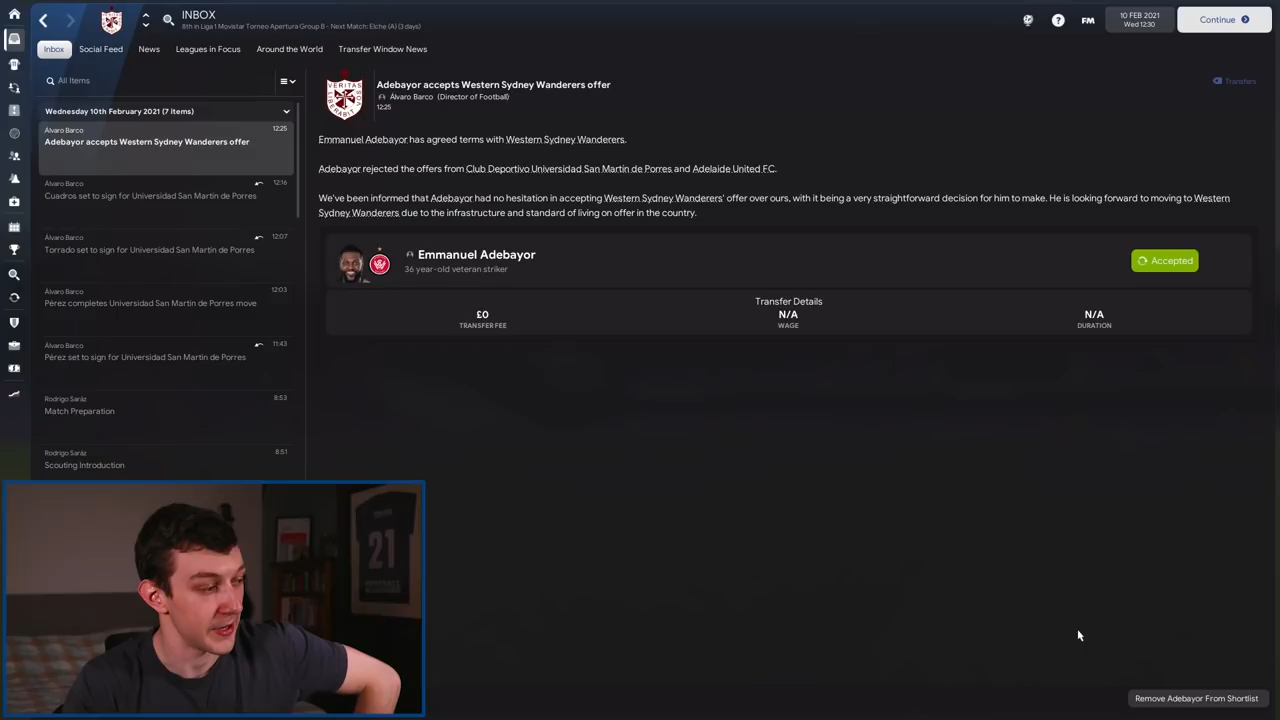 INBOX
8th in Liga 1 Movistar Torneo Apertura Group B - Next Match: Elche (A) (3 days)
FM
10 FEB 2021
Wed 12:30
Continue
Inbox
Social Feed
News
Leagues in Focus
Around the World
Transfer Window News
All Items
Wednesday 10th February 2021 (7 items)
Álvaro Barco
12:25
Adebayor accepts Western Sydney Wanderers offer
Álvaro Barco
12:16
Cuadros set to sign for Universidad San Martín de Porres
Álvaro Barco
12:07
Torrado set to sign for Universidad San Martín de Porres
Álvaro Barco
12:03
Pérez completes Universidad San Martín de Porres move
Álvaro Barco
11:43
Pérez set to sign for Universidad San Martín de Porres
Rodrigo Saráz
8:53
Match Preparation
Rodrigo Saráz
8:51
Scouting Introduction
VERITAS
LIBERABIT
VOS
Adebayor accepts Western Sydney Wanderers offer
Álvaro Barco (Director of Football)
12:25
Transfers
Emmanuel Adebayor has agreed terms with Western Sydney Wanderers.
Adebayor rejected the offers from Club Deportivo Universidad San Martín de Porres and Adelaide United FC.
We've been informed that Adebayor had no hesitation in accepting Western Sydney Wanderers' offer over ours, with it being a very straightforward decision for him to make. He is looking forward to moving to Western
Sydney Wanderers due to the infrastructure and standard of living on offer in the country.
Emmanuel Adebayor
36 year-old veteran striker
Accepted
Transfer Details
£0
TRANSFER FEE
N/A
WAGE
N/A
DURATION
21
Remove Adebayor From Shortlist